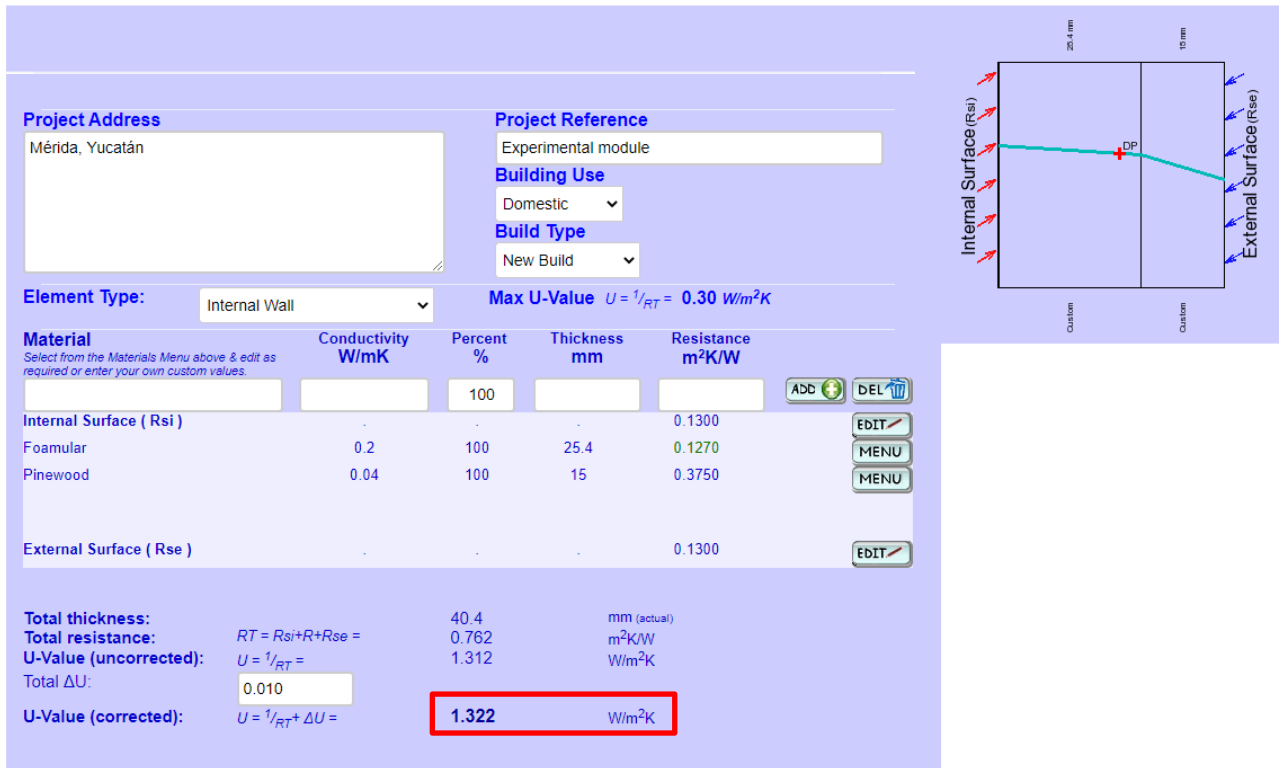 Project Address
Mérida, Yucatán
Project Reference
Experimental module
Building Use
Domestic
Build Type
New Build
Element Type: Internal Wall Max U-Value U = 1/RT = 0.30 W/m²K
Material Conductivity Percent Thickness Resistance
Select from the Materials Menu above & edit as W/mK % mm m²K/W
required or enter your own custom values.
100 ADD DEL
Internal Surface ( Rsi ) . . . 0.1300 EDIT
Foamular 0.2 100 25.4 0.1270 MENU
Pinewood 0.04 100 15 0.3750 MENU
External Surface ( Rse ) . . . 0.1300 EDIT
Total thickness: 40.4 mm (actual)
Total resistance: RT = Rsi+R+Rse = 0.762 m²K/W
U-Value (uncorrected): U = 1/RT = 1.312 W/m²K
Total ΔU: 0.010
U-Value (corrected): U = 1/RT+ ΔU = 1.322 W/m²K
25.4 mm
15 mm
Internal Surface (Rsi)
DP
External Surface (Rse)
Custom
Custom